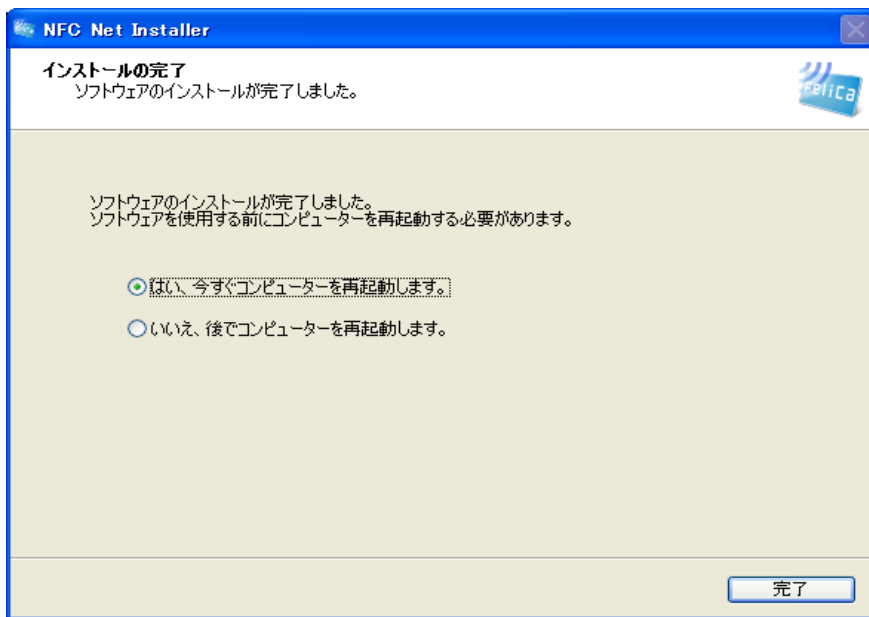 NFC Net Installer
インストールの完了
ソフトウェアのインストールが完了しました。
FeliCa
ソフトウェアのインストールが完了しました。
ソフトウェアを使用する前にコンピューターを再起動する必要があります。
はい、今すぐコンピューターを再起動します。
いいえ、後でコンピューターを再起動します。
完了